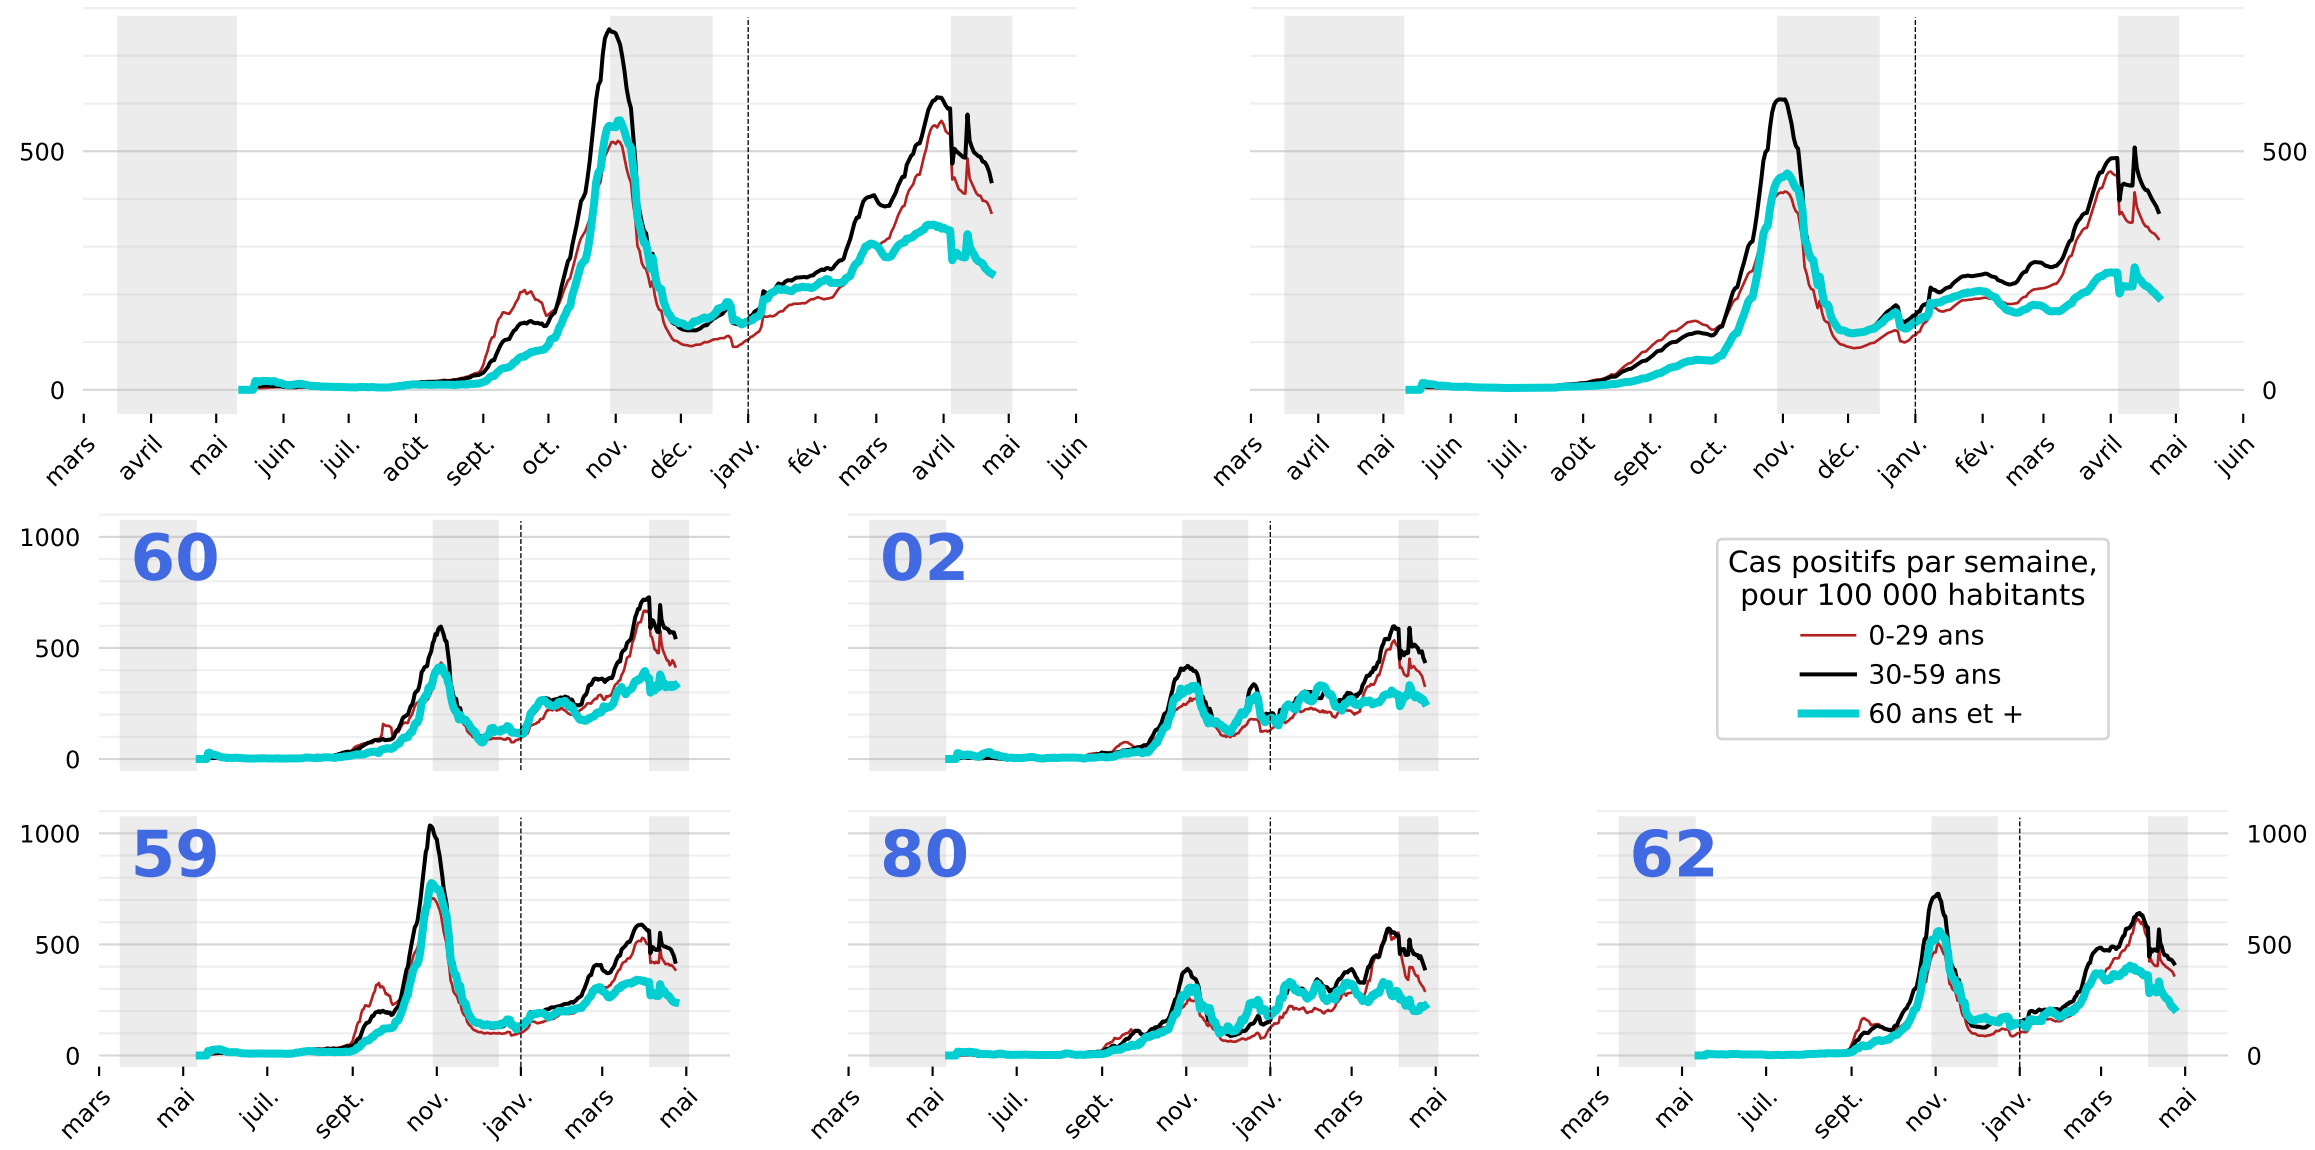 500
0
mars avril mai juin juil. août sept. oct. nov. déc. janv. fév. mars avril mai juin
500
0
mars avril mai juin juil. août sept. oct. nov. déc. janv. fév. mars avril mai juin
1000
500
0
60
02
Cas positifs par semaine,
pour 100 000 habitants
0-29 ans
30-59 ans
60 ans et +
1000
500
0
59
80
62
1000
500
0
mars mai juil. sept. nov. janv. mars mai
mars mai juil. sept. nov. janv. mars mai
mars mai juil. sept. nov. janv. mars mai